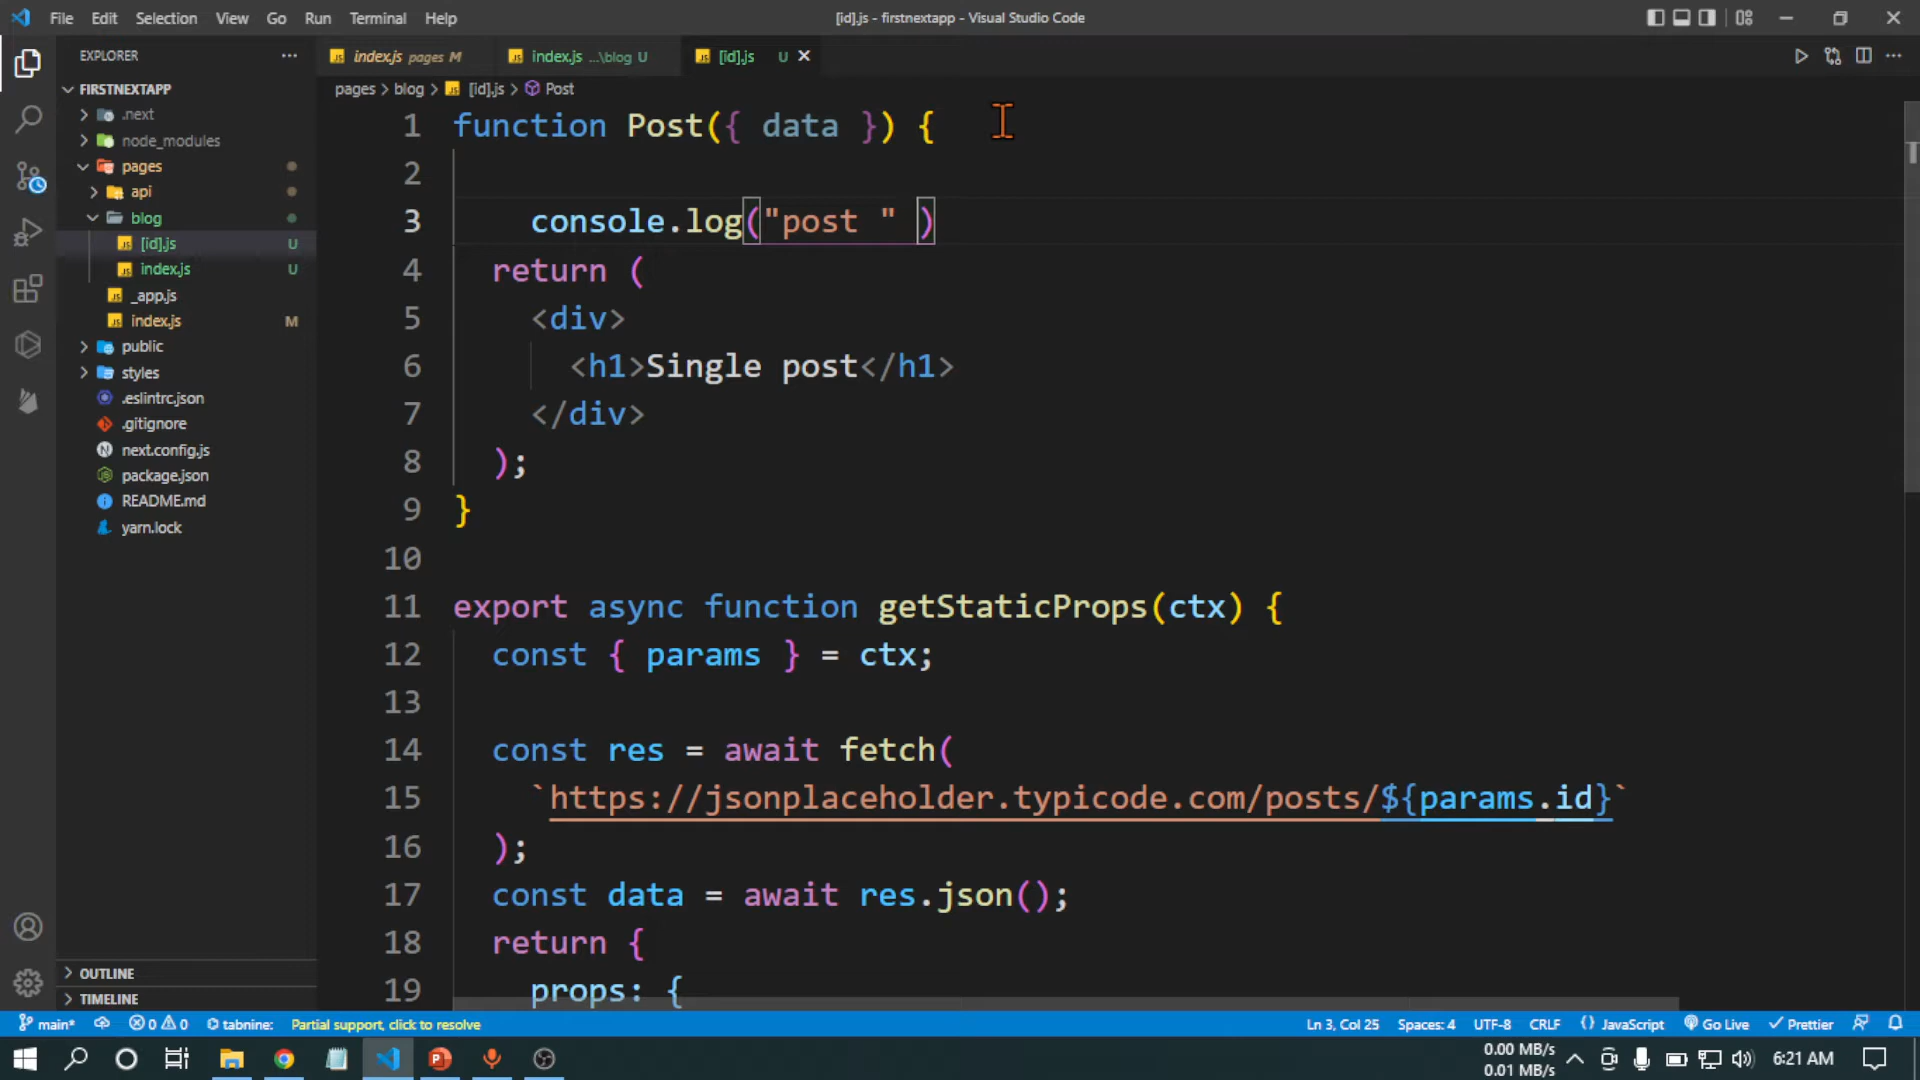 File Edit Selection View Go Run Terminal Help
[id].js - firstnextapp - Visual Studio Code
EXPLORER
FIRSTNEXTAPP
.next
node_modules
pages
api
blog
[id].js U
index.js U
_app.js
index.js M
public
styles
.eslintrc.json
.gitignore
next.config.js
package.json
README.md
yarn.lock
OUTLINE
TIMELINE
index.js pages M
index.js ...\blog U
[id].js U
pages > blog > [id].js > Post
1 function Post({ data }) {
2
3 console.log("post " )
4 return (
5 <div>
6 <h1>Single post</h1>
7 </div>
8 );
9 }
10
11 export async function getStaticProps(ctx) {
12 const { params } = ctx;
13
14 const res = await fetch(
15 `https://jsonplaceholder.typicode.com/posts/${params.id}`
16 );
17 const data = await res.json();
18 return {
19 props: {
main* 0 0 tabnine: Partial support, click to resolve
Ln 3, Col 25 Spaces: 4 UTF-8 CRLF JavaScript Go Live Prettier
0.00 MB/s
0.01 MB/s
6:21 AM